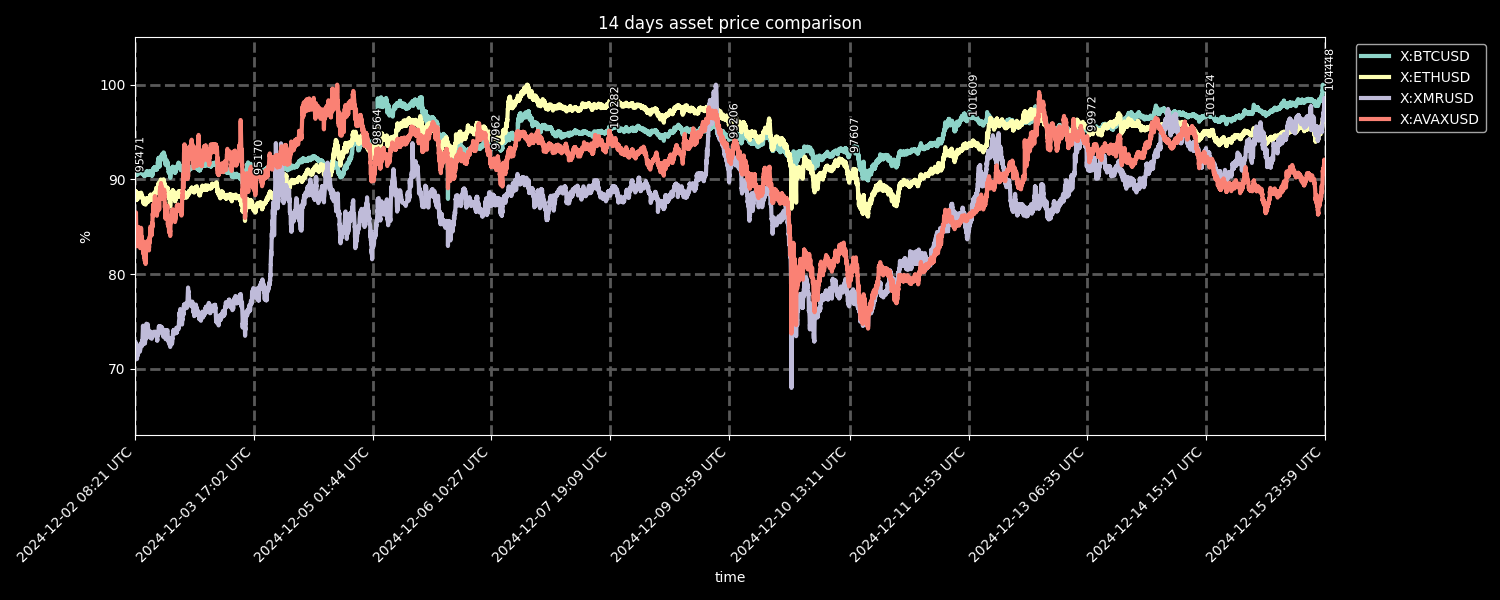 14 days asset price comparison
X:BTCUSD
X:ETHUSD
X:XMRUSD
X:AVAXUSD
100
90
80
70
%
95471
95170
98564
97962
100282
99206
97607
101609
99972
101624
104448
2024-12-02 08:21 UTC
2024-12-03 17:02 UTC
2024-12-05 01:44 UTC
2024-12-06 10:27 UTC
2024-12-07 19:09 UTC
2024-12-09 03:59 UTC
2024-12-10 13:11 UTC
2024-12-11 21:53 UTC
2024-12-13 06:35 UTC
2024-12-14 15:17 UTC
2024-12-15 23:59 UTC
time